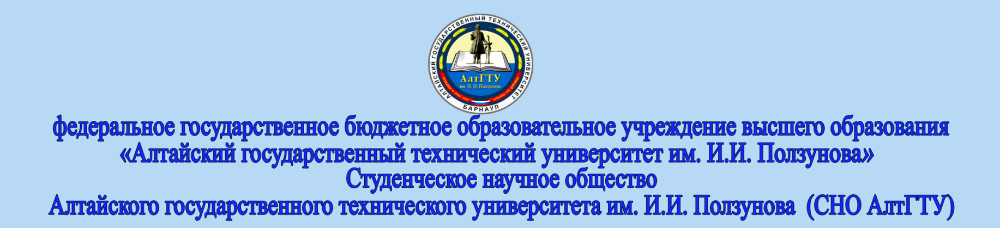 АЛТАЙСКИЙ ГОСУДАРСТВЕННЫЙ ТЕХНИЧЕСКИЙ УНИВЕРСИТЕТ
АлтГТУ
им. И. И. Ползунова
БАРНАУЛ
федеральное государственное бюджетное образовательное учреждение высшего образования
«Алтайский государственный технический университет им. И.И. Ползунова»
Студенческое научное общество
Алтайского государственного технического университета им. И.И. Ползунова (СНО АлтГТУ)